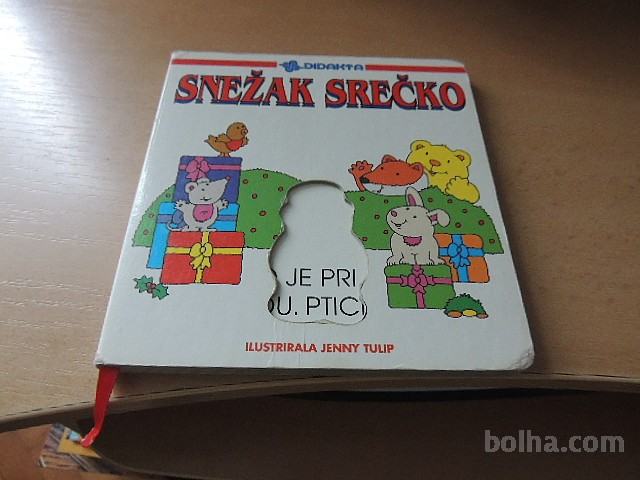 DIDAKTA
SNEŽAK SREČKO
JE PRI
U. PTIC
ILUSTRIRALA JENNY TULIP
bolha.com